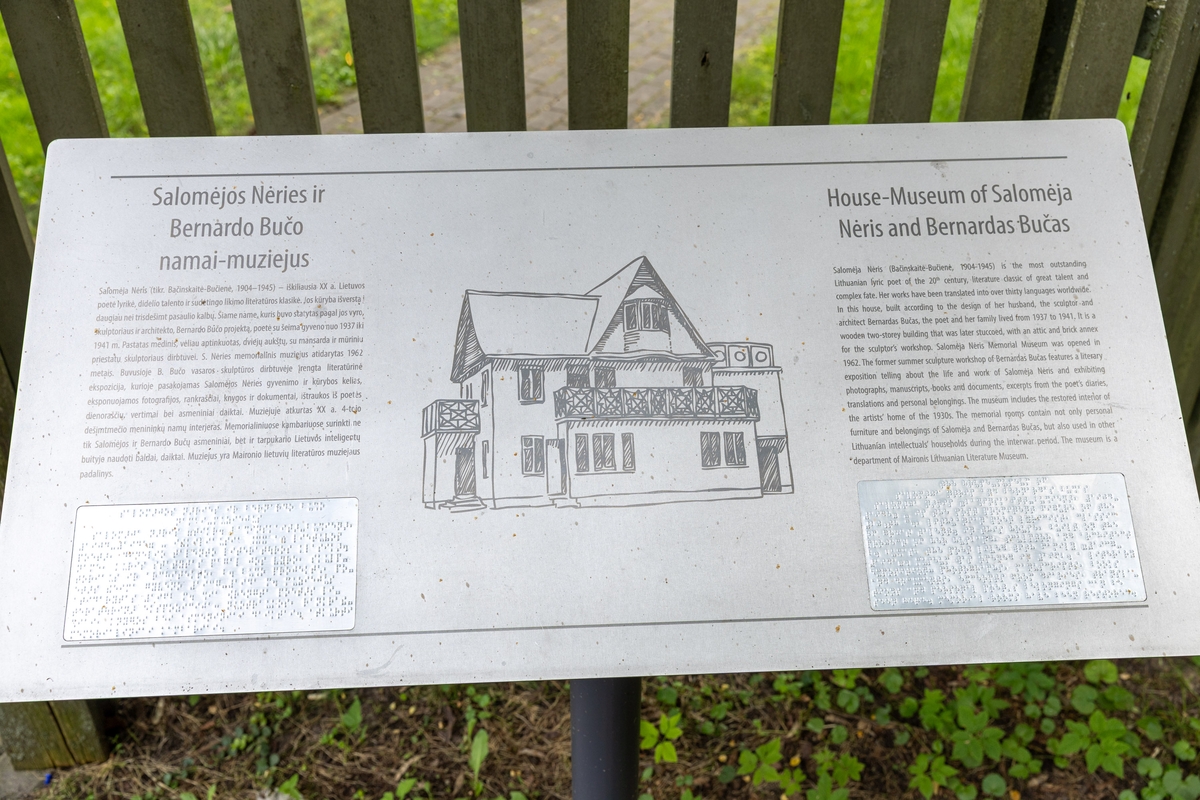 Salomėjos Nėries ir
Bernardo Bučo
namai-muziejus
Salomėja Nėris (tikr. Bačinskaitė-Bučienė, 1904–1945) – iškiliausia XX a. Lietuvos
poetė lyrikė, didelio talento ir sudėtingo likimo literatūros klasikė. Jos kūryba išversta į
daugiau nei trisdešimt pasaulio kalbų. Šiame name, kuris buvo statytas pagal jos vyro,
skulptoriaus ir architekto, Bernardo Bučo projektą, poetė su šeima gyveno nuo 1937 iki
1941 m. Pastatas medinis, vėliau aptinkuotas, dviejų aukštų, su mansarda ir mūriniu
priestatu skulptoriaus dirbtuvei. S. Nėries memorialinis muziejus atidarytas 1962
metais. Buvusioje B. Bučo vasaros skulptūros dirbtuvėje įrengta literatūrinė
ekspozicija, kurioje pasakojamas Salomėjos Nėries gyvenimo ir kūrybos kelias,
eksponuojamos fotografijos, rankraščiai, knygos ir dokumentai, ištraukos iš poetės
dienoraščių, vertimai bei asmeniniai daiktai. Muziejuje atkurtas XX a. 4-tojo
dešimtmečio menininkų namų interjeras. Memorialiniuose kambariuose surinkti ne
tik Salomėjos ir Bernardo Bučų asmeniniai, bet ir tarpukario Lietuvos inteligentų
buityje naudoti baldai, daiktai. Muziejus yra Maironio lietuvių literatūros muziejaus
padalinys.
House-Museum of Salomėja
Nėris and Bernardas Bučas
Salomėja Nėris (Bačinskaitė-Bučienė, 1904-1945) is the most outstanding
Lithuanian lyric poet of the 20th century, literature classic of great talent and
complex fate. Her works have been translated into over thirty languages worldwide.
In this house, built according to the design of her husband, the sculptor and
architect Bernardas Bučas, the poet and her family lived from 1937 to 1941. It is a
wooden two-storey building that was later stuccoed, with an attic and brick annex
for the sculptor's workshop. Salomėja Nėris Memorial Museum was opened in
1962. The former summer sculpture workshop of Bernardas Bučas features a literary
exposition telling about the life and work of Salomėja Nėris and exhibiting
photographs, manuscripts, books and documents, excerpts from the poet's diaries,
translations and personal belongings. The museum includes the restored interior of
the artists' home of the 1930s. The memorial rooms contain not only personal
furniture and belongings of Salomėja and Bernardas Bučas, but also used in other
Lithuanian intellectuals' households during the interwar period. The museum is a
department of Maironis Lithuanian Literature Museum.